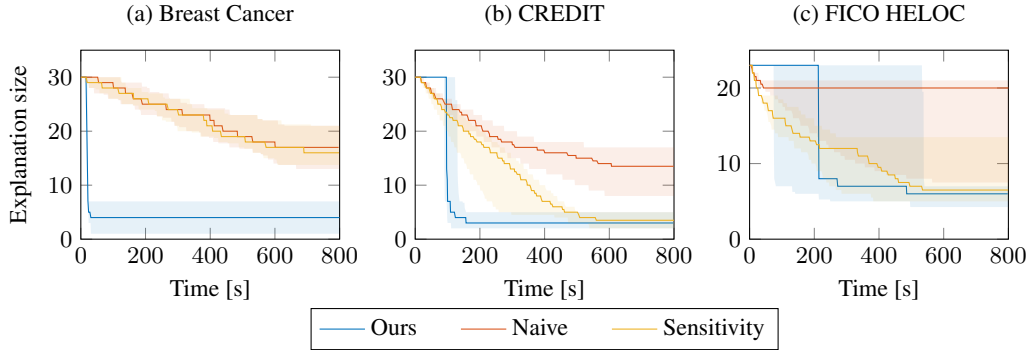 (a) Breast Cancer (b) CREDIT (c) FICO HELOC
Explanation size
30
20
10
0
0 200 400 600 800
Time [s]
30
20
10
0
0 200 400 600 800
Time [s]
20
10
0
0 200 400 600 800
Time [s]
Ours Naive Sensitivity